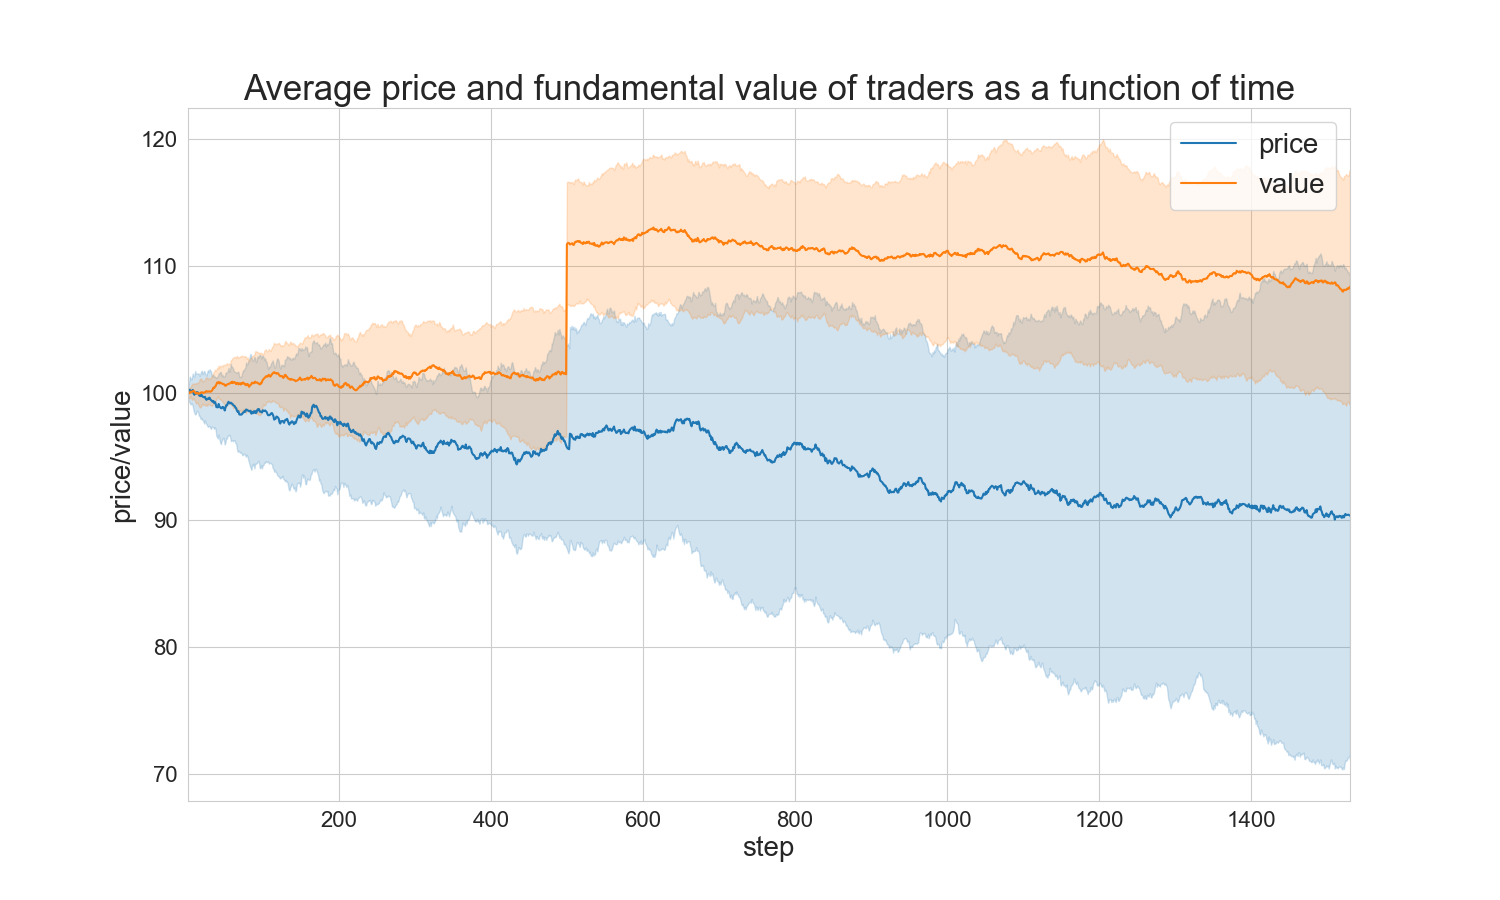 Average price and fundamental value of traders as a function of time
price
value
120
110
100
90
80
70
price/value
200 400 600 800 1000 1200 1400
step